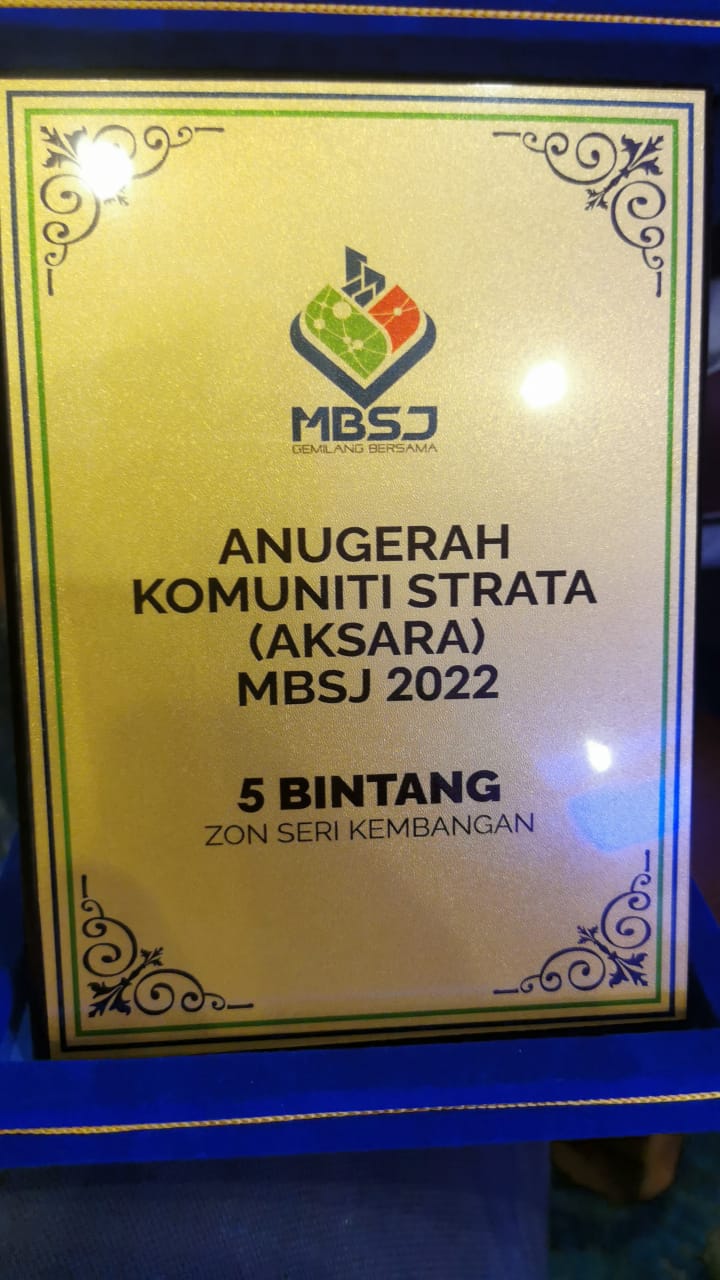 MBSJ
GEMILANG BERSAMA
ANUGERAH
KOMUNITI STRATA
(AKSARA)
MBSJ 2022
5 BINTANG
ZON SERI KEMBANGAN